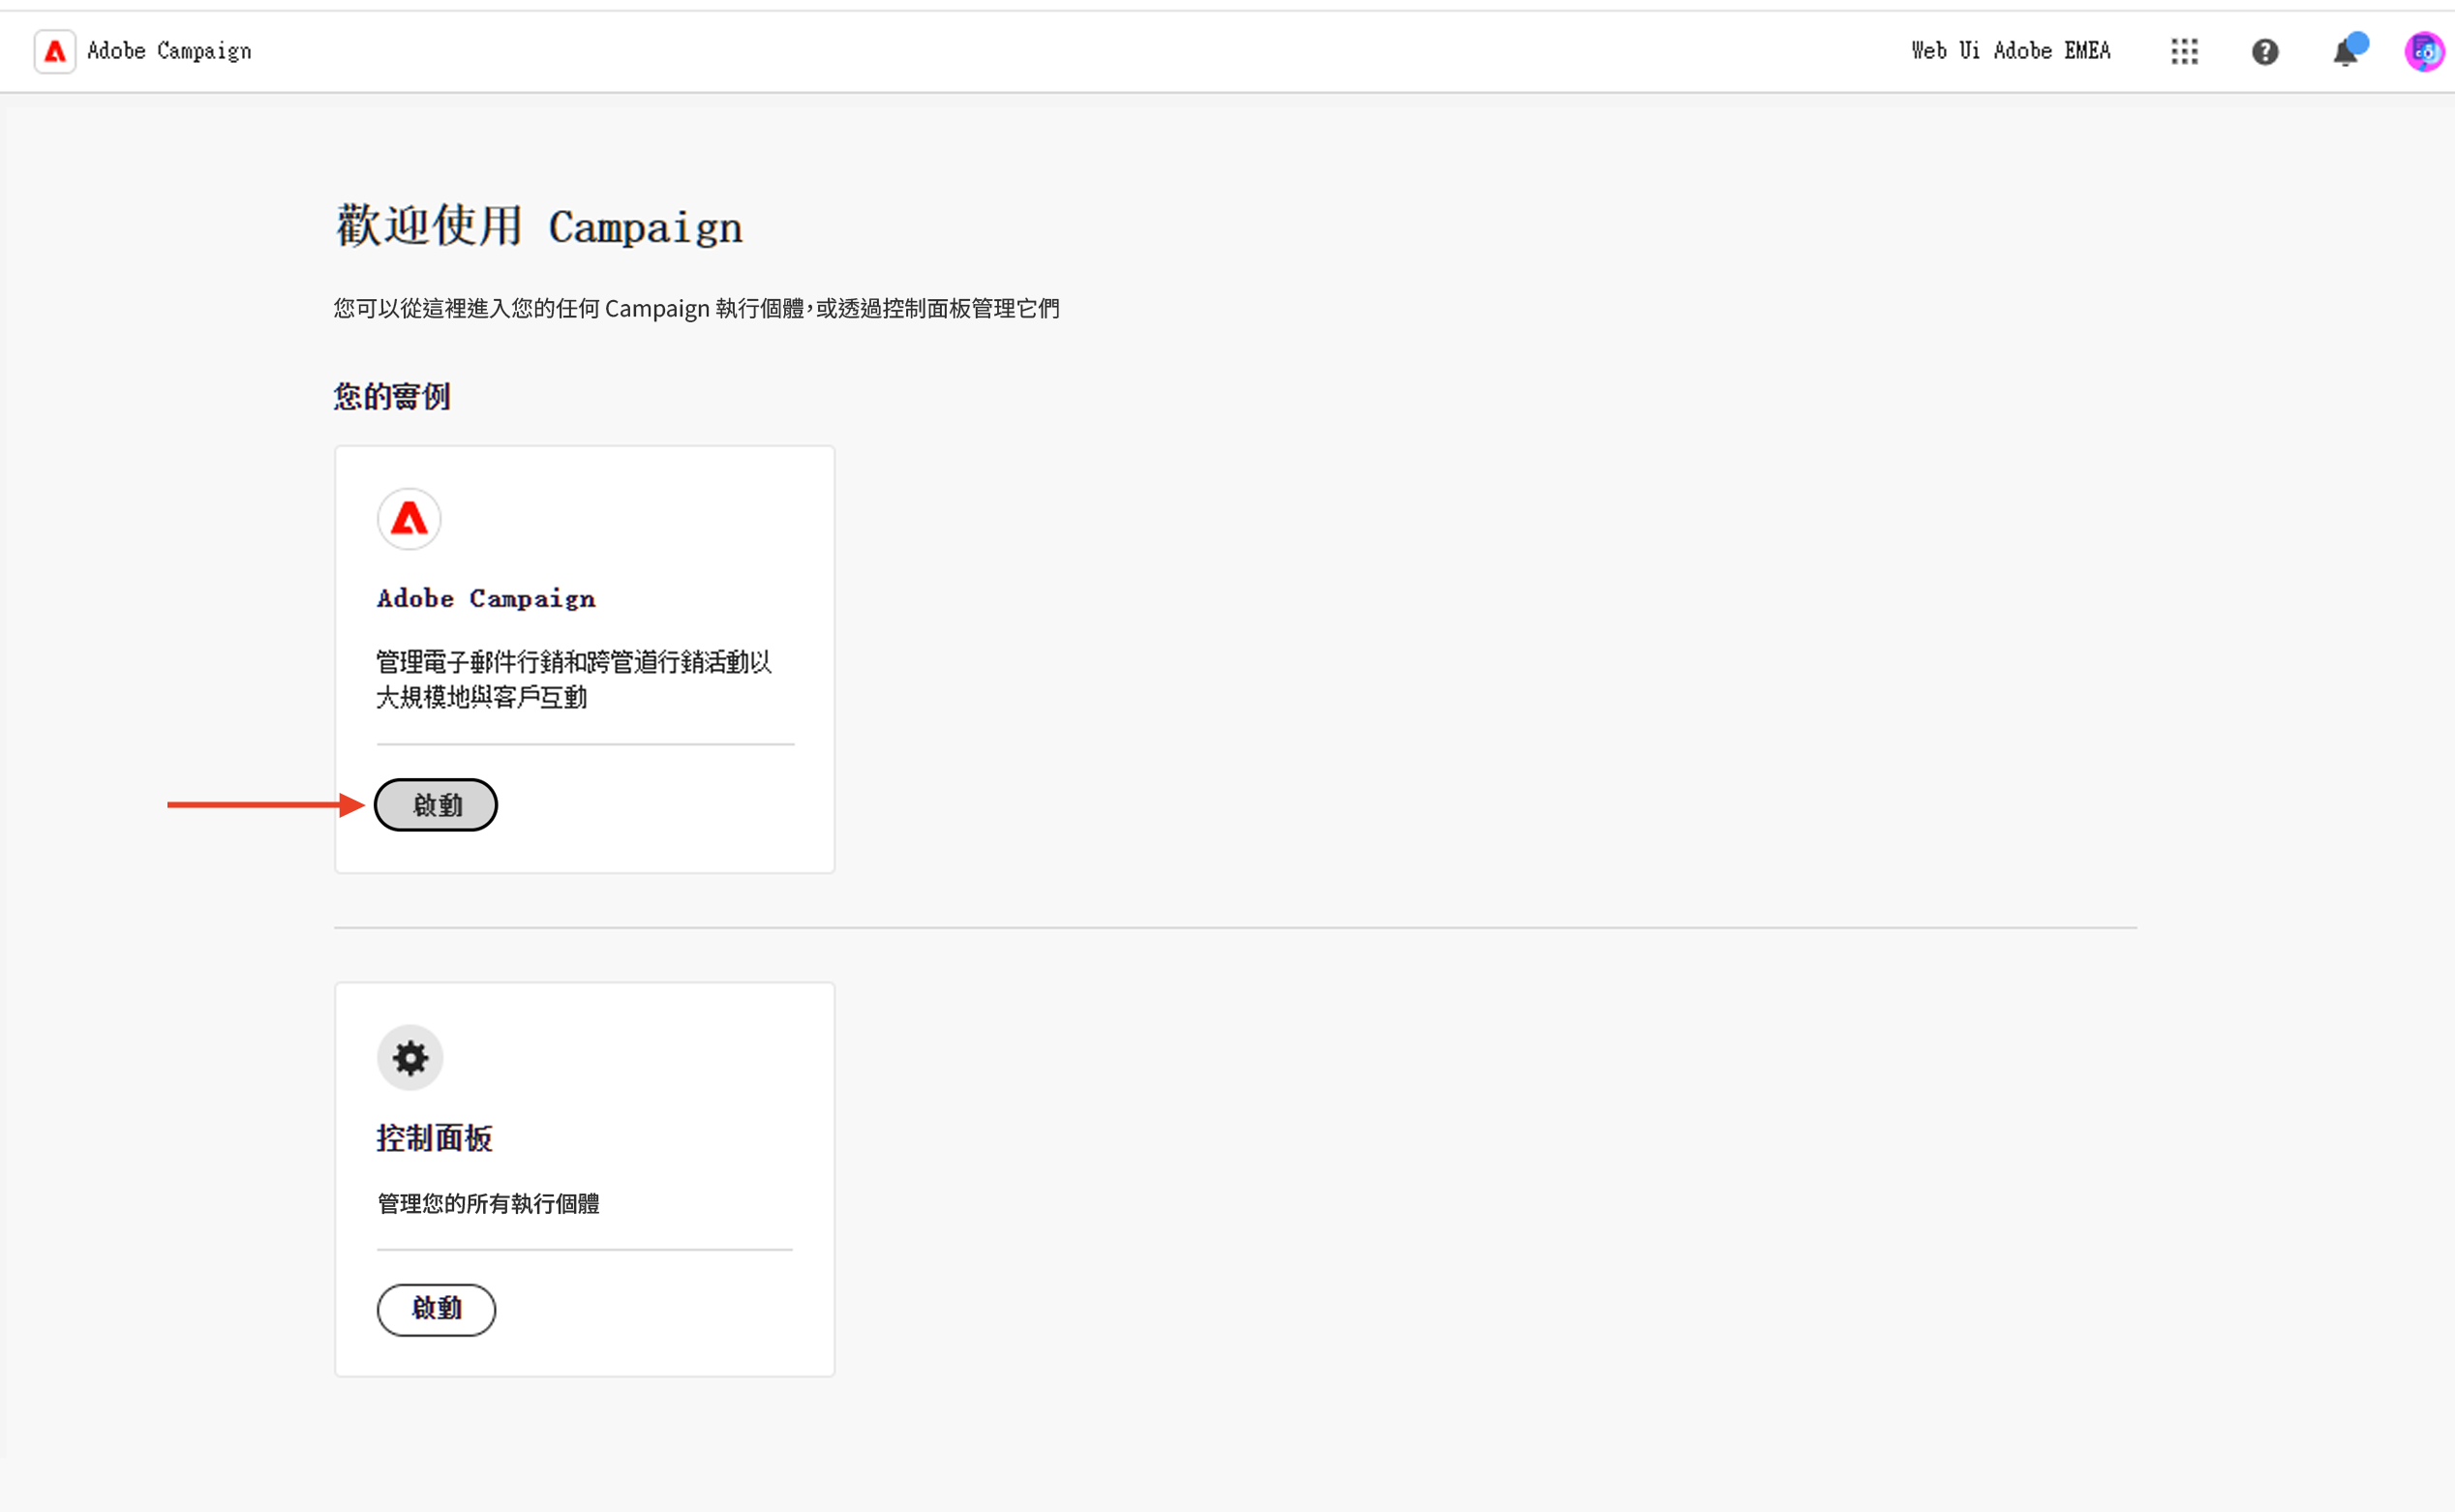 Adobe Campaign
Web Ui Adobe EMEA
歡迎使用 Campaign
您可以從這裡進入您的任何 Campaign 執行個體，或透過控制面板管理它們
您的實例
Adobe Campaign
管理電子郵件行銷和跨管道行銷活動以
大規模地與客戶互動
啟動
控制面板
管理您的所有執行個體
啟動